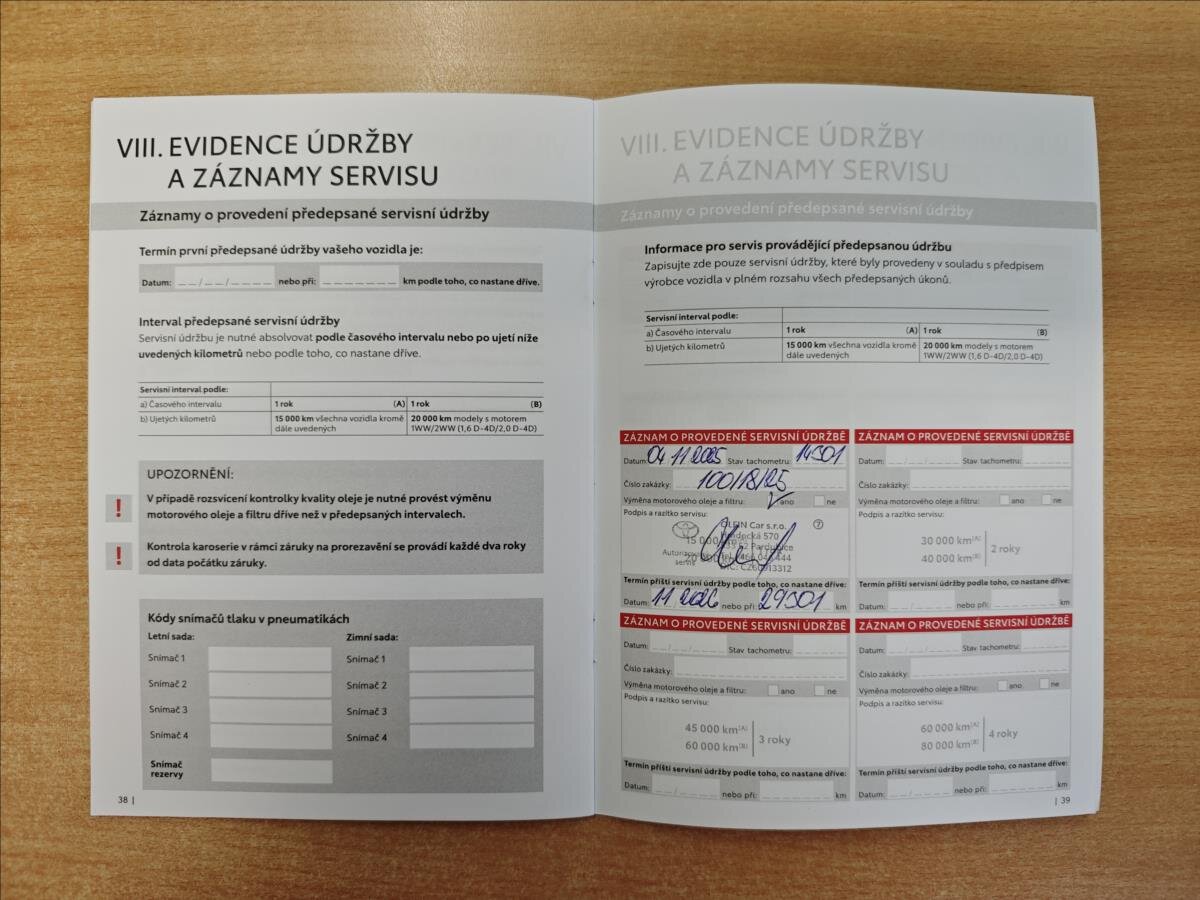 VIII. EVIDENCE ÚDRŽBY
A ZÁZNAMY SERVISU
Záznamy o provedení předepsané servisní údržby
Termín první předepsané údržby vašeho vozidla je:
Datum: _ _ / _ _ / _ _ _ _ nebo při: _ _ _ _ _ _ km podle toho, co nastane dříve.
Interval předepsané servisní údržby
Servisní údržbu je nutné absolvovat podle časového intervalu nebo po ujetí níže
uvedených kilometrů nebo podle toho, co nastane dříve.
Servisní interval podle:
a) Časového intervalu 1 rok (A) 1 rok (B)
b) Ujetých kilometrů 15 000 km všechna vozidla kromě 20 000 km modely s motorem
dále uvedených 1WW/2WW (1,6 D-4D/2,0 D-4D)
UPOZORNĚNÍ:
! V případě rozsvícení kontrolky kvality oleje je nutné provést výměnu
motorového oleje a filtru dříve než v předepsaných intervalech.
! Kontrola karoserie v rámci záruky na prorezavění se provádí každé dva roky
od data počátku záruky.
Kódy snímačů tlaku v pneumatikách
Letní sada: Zimní sada:
Snímač 1 Snímač 1
Snímač 2 Snímač 2
Snímač 3 Snímač 3
Snímač 4 Snímač 4
Snímač
rezervy
38 |
VIII. EVIDENCE ÚDRŽBY
A ZÁZNAMY SERVISU
Záznamy o provedení předepsané servisní údržby
Informace pro servis provádějící předepsanou údržbu
Zapisujte zde pouze servisní údržby, které byly provedeny v souladu s předpisem
výrobce vozidla v plném rozsahu všech předepsaných úkonů.
Servisní interval podle:
a) Časového intervalu 1 rok (A) 1 rok (B)
b) Ujetých kilometrů 15 000 km všechna vozidla kromě 20 000 km modely s motorem
dále uvedených 1WW/2WW (1,6 D-4D/2,0 D-4D)
ZÁZNAM O PROVEDENÉ SERVISNÍ ÚDRŽBĚ
Datum: 04 11 2025 Stav tachometru: 14301
Číslo zakázky:
Výměna motorového oleje a filtru: ano ne
Podpis a razítko servisu:
Car s.r.o. 7
570
Pardubice
servis
Termín příští servisní údržby podle toho, co nastane dříve:
Datum: 11 2026 nebo při: 29301 km
ZÁZNAM O PROVEDENÉ SERVISNÍ ÚDRŽBĚ
Datum: _ _ / _ _ / _ _ _ _ Stav tachometru: _ _ _ _ _ _
Číslo zakázky:
Výměna motorového oleje a filtru: ano ne
Podpis a razítko servisu:
30 000 km(A)
40 000 km(B) 2 roky
Termín příští servisní údržby podle toho, co nastane dříve:
Datum: _ _ / _ _ / _ _ _ _ nebo při: _ _ _ _ _ _ km
ZÁZNAM O PROVEDENÉ SERVISNÍ ÚDRŽBĚ
Datum: _ _ / _ _ / _ _ _ _ Stav tachometru: _ _ _ _ _ _
Číslo zakázky:
Výměna motorového oleje a filtru: ano ne
Podpis a razítko servisu:
45 000 km(A)
60 000 km(B) 3 roky
Termín příští servisní údržby podle toho, co nastane dříve:
Datum: _ _ / _ _ / _ _ _ _ nebo při: _ _ _ _ _ _ km
ZÁZNAM O PROVEDENÉ SERVISNÍ ÚDRŽBĚ
Datum: _ _ / _ _ / _ _ _ _ Stav tachometru: _ _ _ _ _ _
Číslo zakázky:
Výměna motorového oleje a filtru: ano ne
Podpis a razítko servisu:
60 000 km(A)
80 000 km(B) 4 roky
Termín příští servisní údržby podle toho, co nastane dříve:
Datum: _ _ / _ _ / _ _ _ _ nebo při: _ _ _ _ _ _ km
| 39